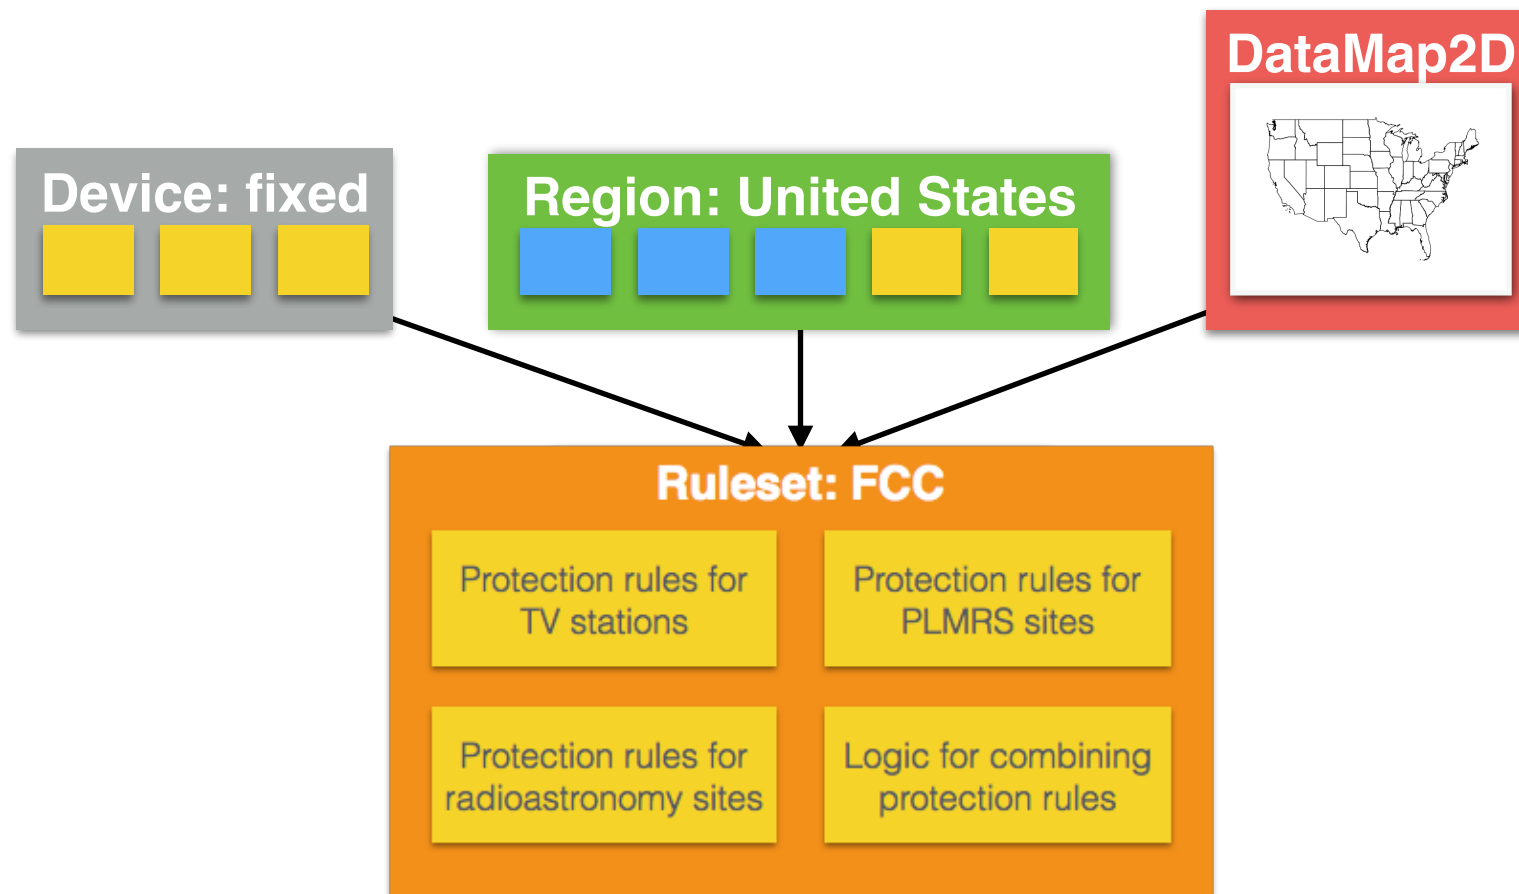 DataMap2D
Device: fixed
Region: United States
Ruleset: FCC
Protection rules for
TV stations
Protection rules for
PLMRS sites
Protection rules for
radioastronomy sites
Logic for combining
protection rules